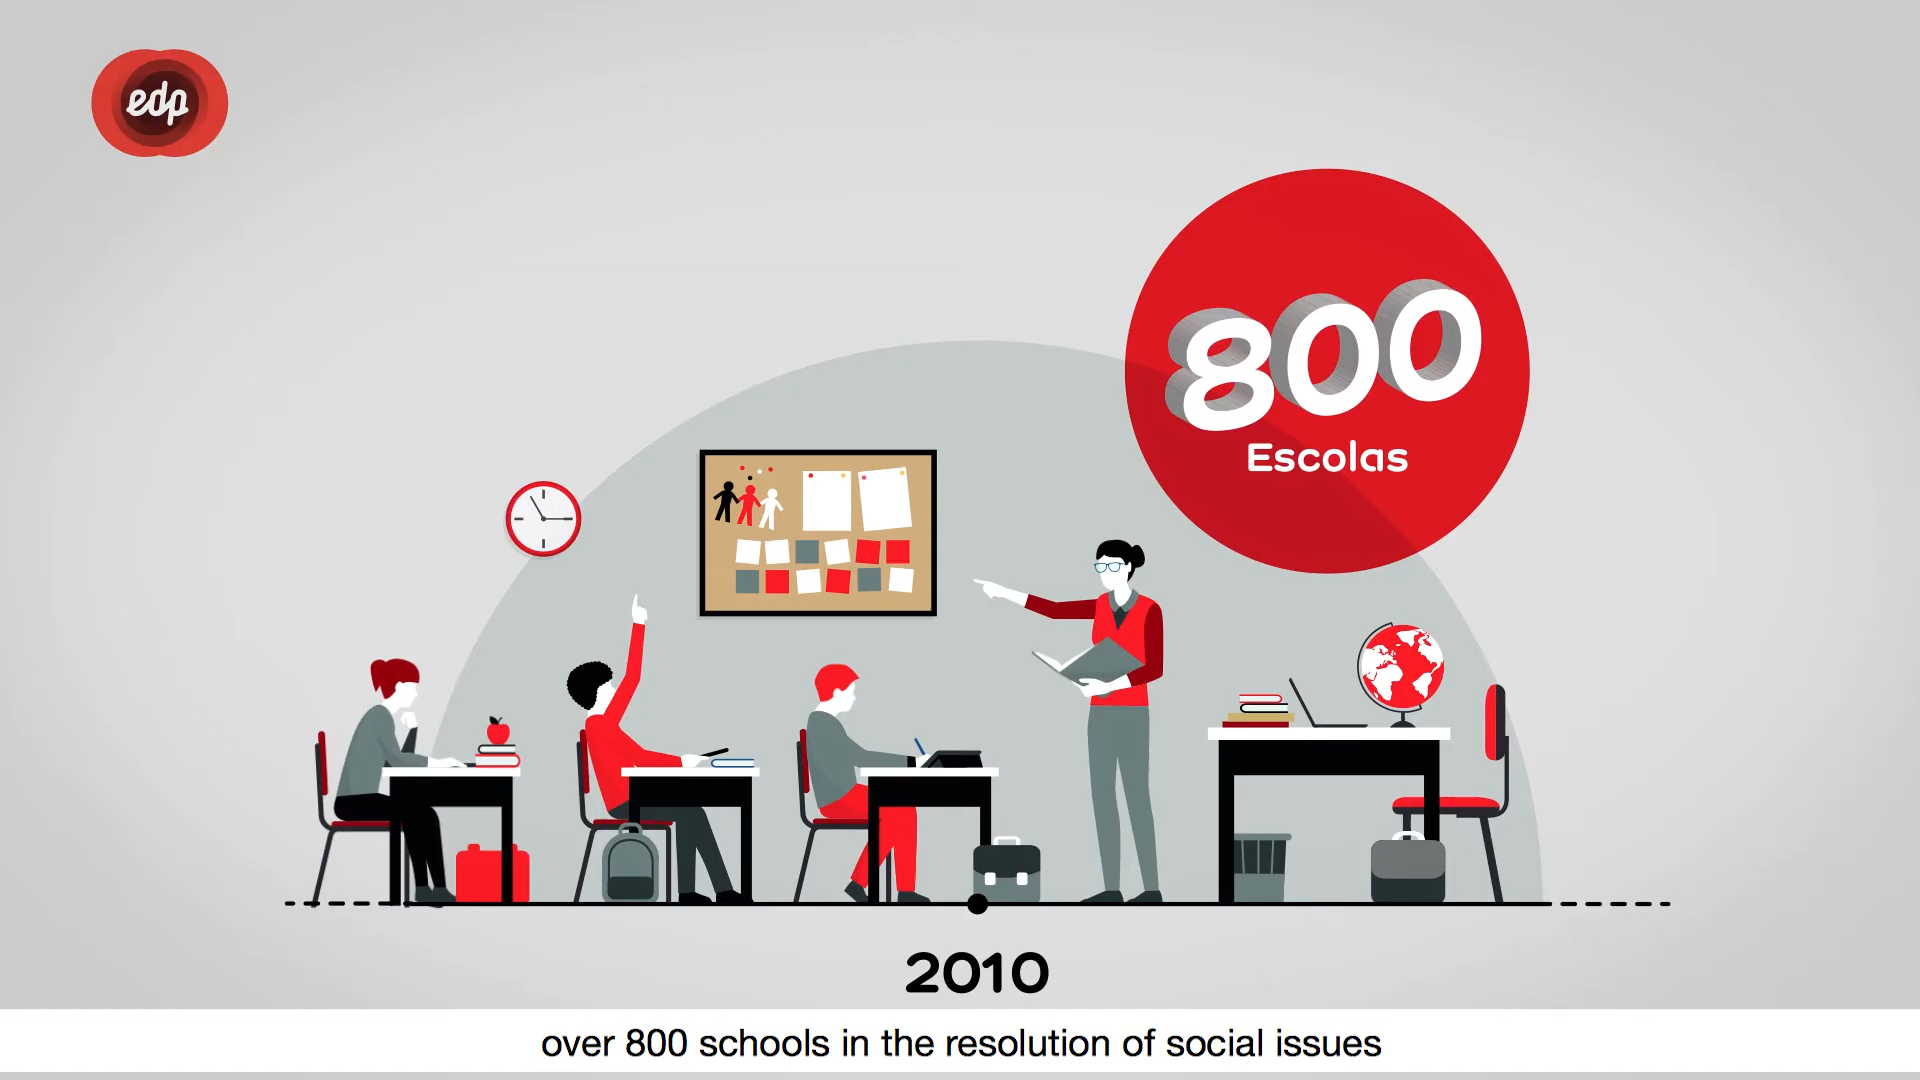 edp
800
Escolas
2010
over 800 schools in the resolution of social issues